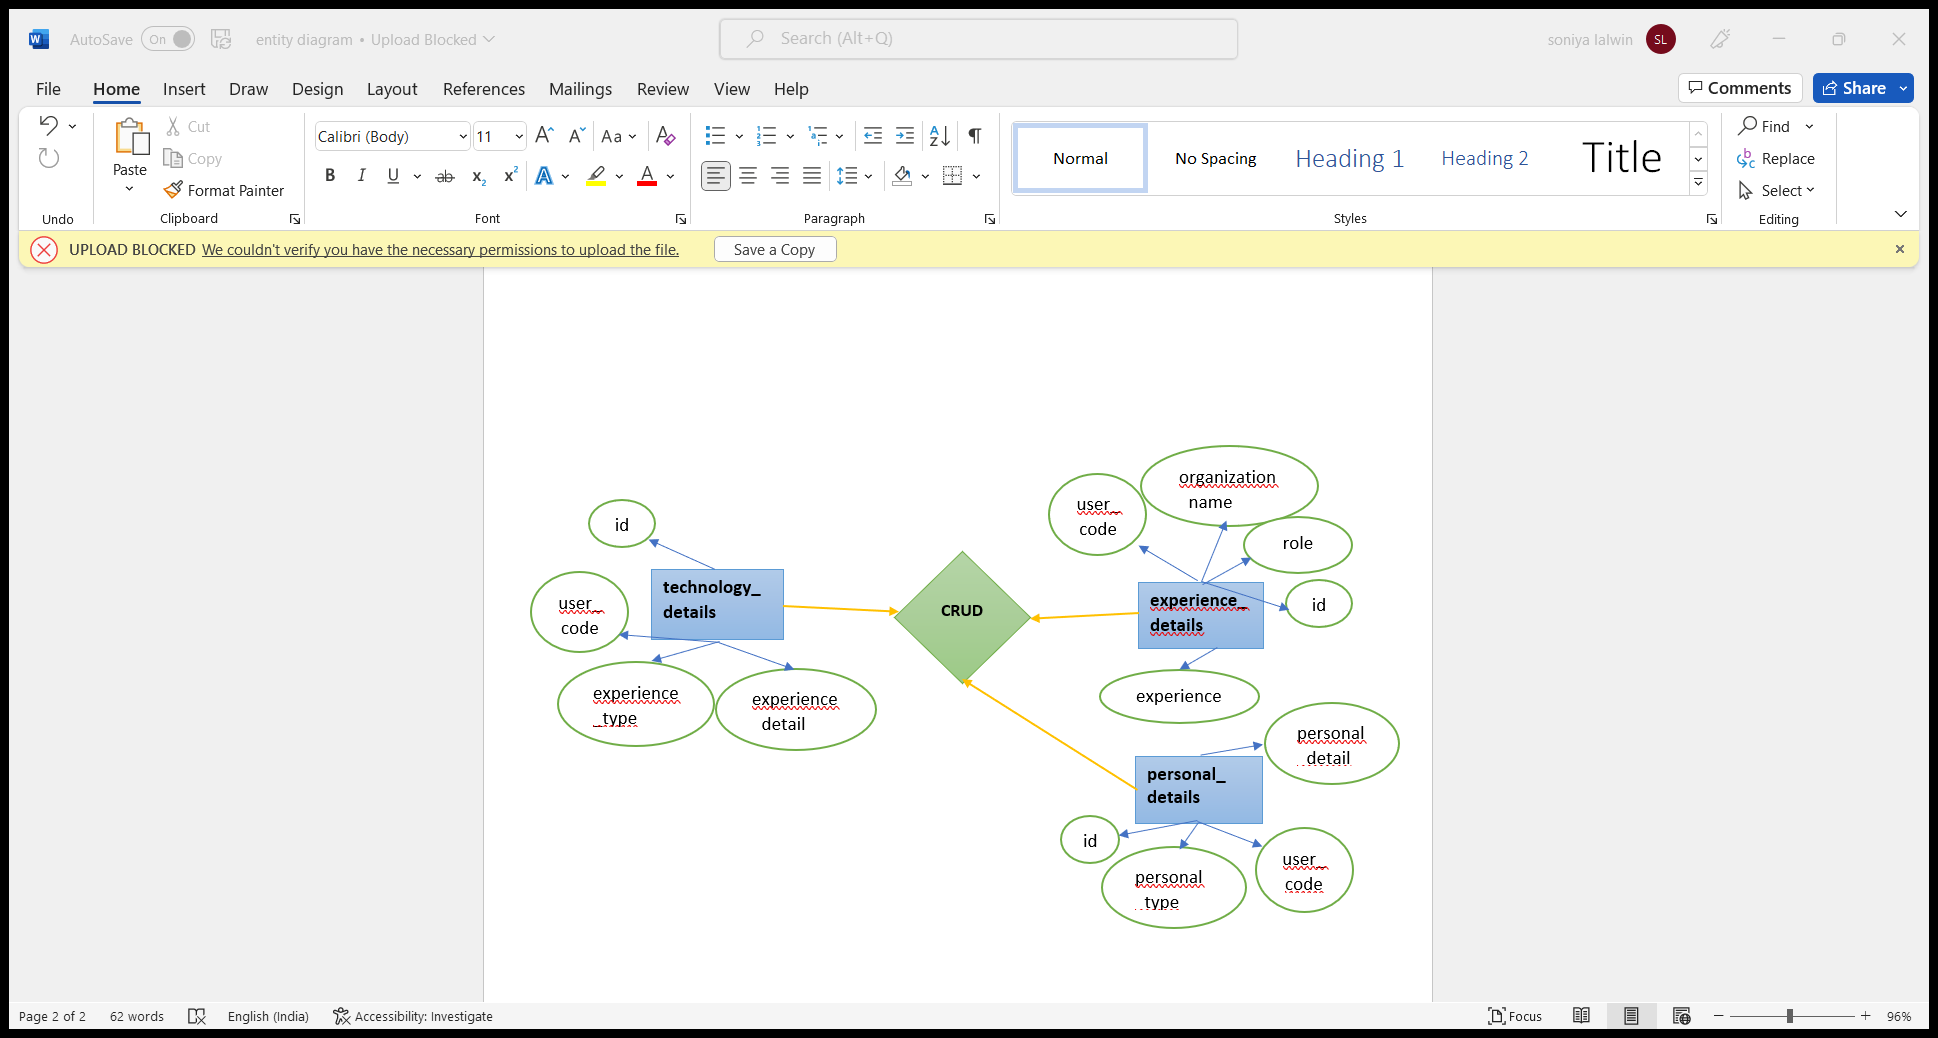 AutoSave On entity diagram • Upload Blocked Search (Alt+Q) soniya lalwin SL
File Home Insert Draw Design Layout References Mailings Review View Help Comments Share
Paste Cut Copy Format Painter
Calibri (Body) 11 Aa
Normal No Spacing Heading 1 Heading 2 Title
Find Replace Select
Undo Clipboard Font Paragraph Styles Editing
UPLOAD BLOCKED We couldn't verify you have the necessary permissions to upload the file. Save a Copy
id
technology_
details
user_
code
experience
_type
experience
detail
CRUD
user_
code
organization
name
role
id
experience_
details
experience
personal
detail
personal_
details
id
personal
type
user_
code
Page 2 of 2 62 words English (India) Accessibility: Investigate Focus 96%